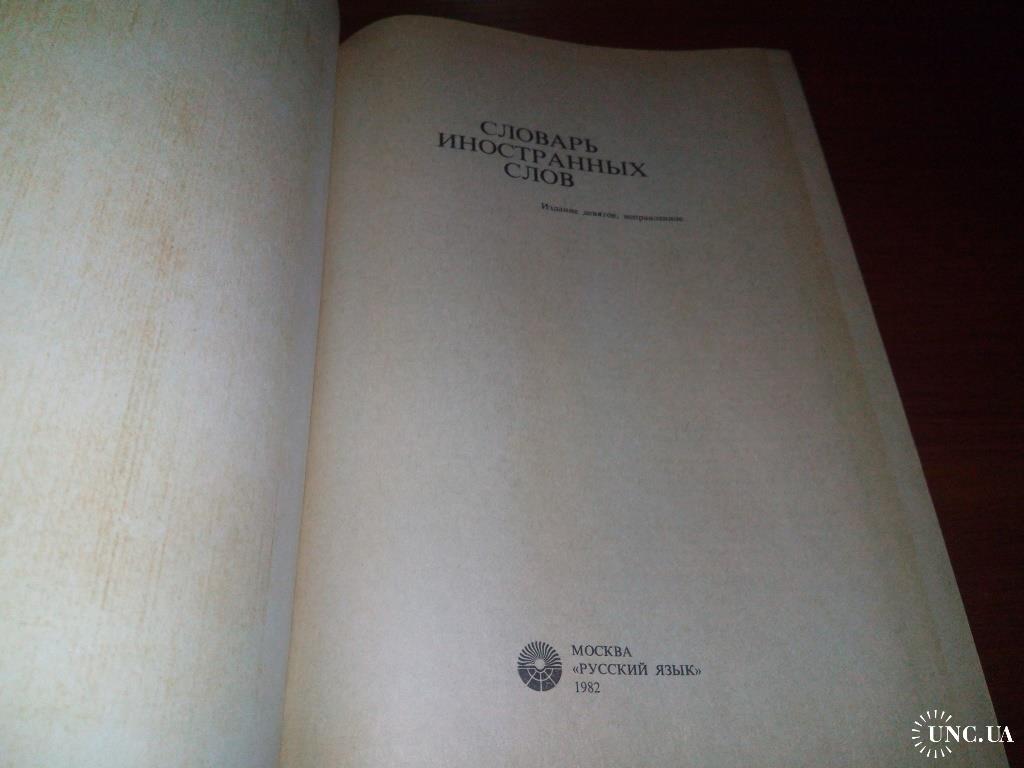 СЛОВАРЬ
ИНОСТРАННЫХ
СЛОВ
Издание девятое, исправленное
МОСКВА
«РУССКИЙ ЯЗЫК»
1982
UNC.UA